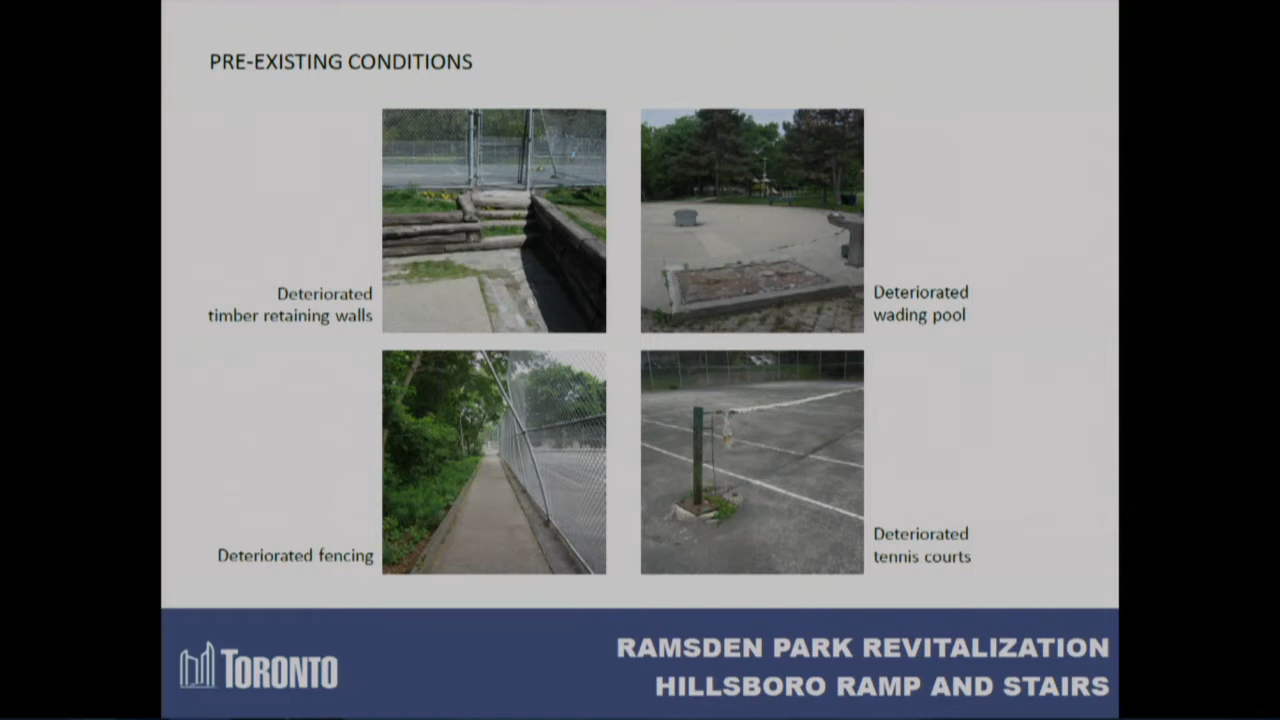 PRE-EXISTING CONDITIONS
Deteriorated
timber retaining walls
Deteriorated
wading pool
Deteriorated fencing
Deteriorated
tennis courts
TORONTO
RAMSDEN PARK REVITALIZATION
HILLSBORO RAMP AND STAIRS